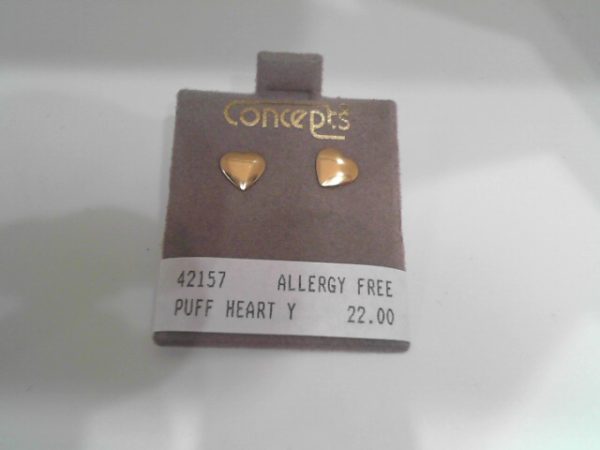 Concepts
42157 ALLERGY FREE
PUFF HEART Y 22.00